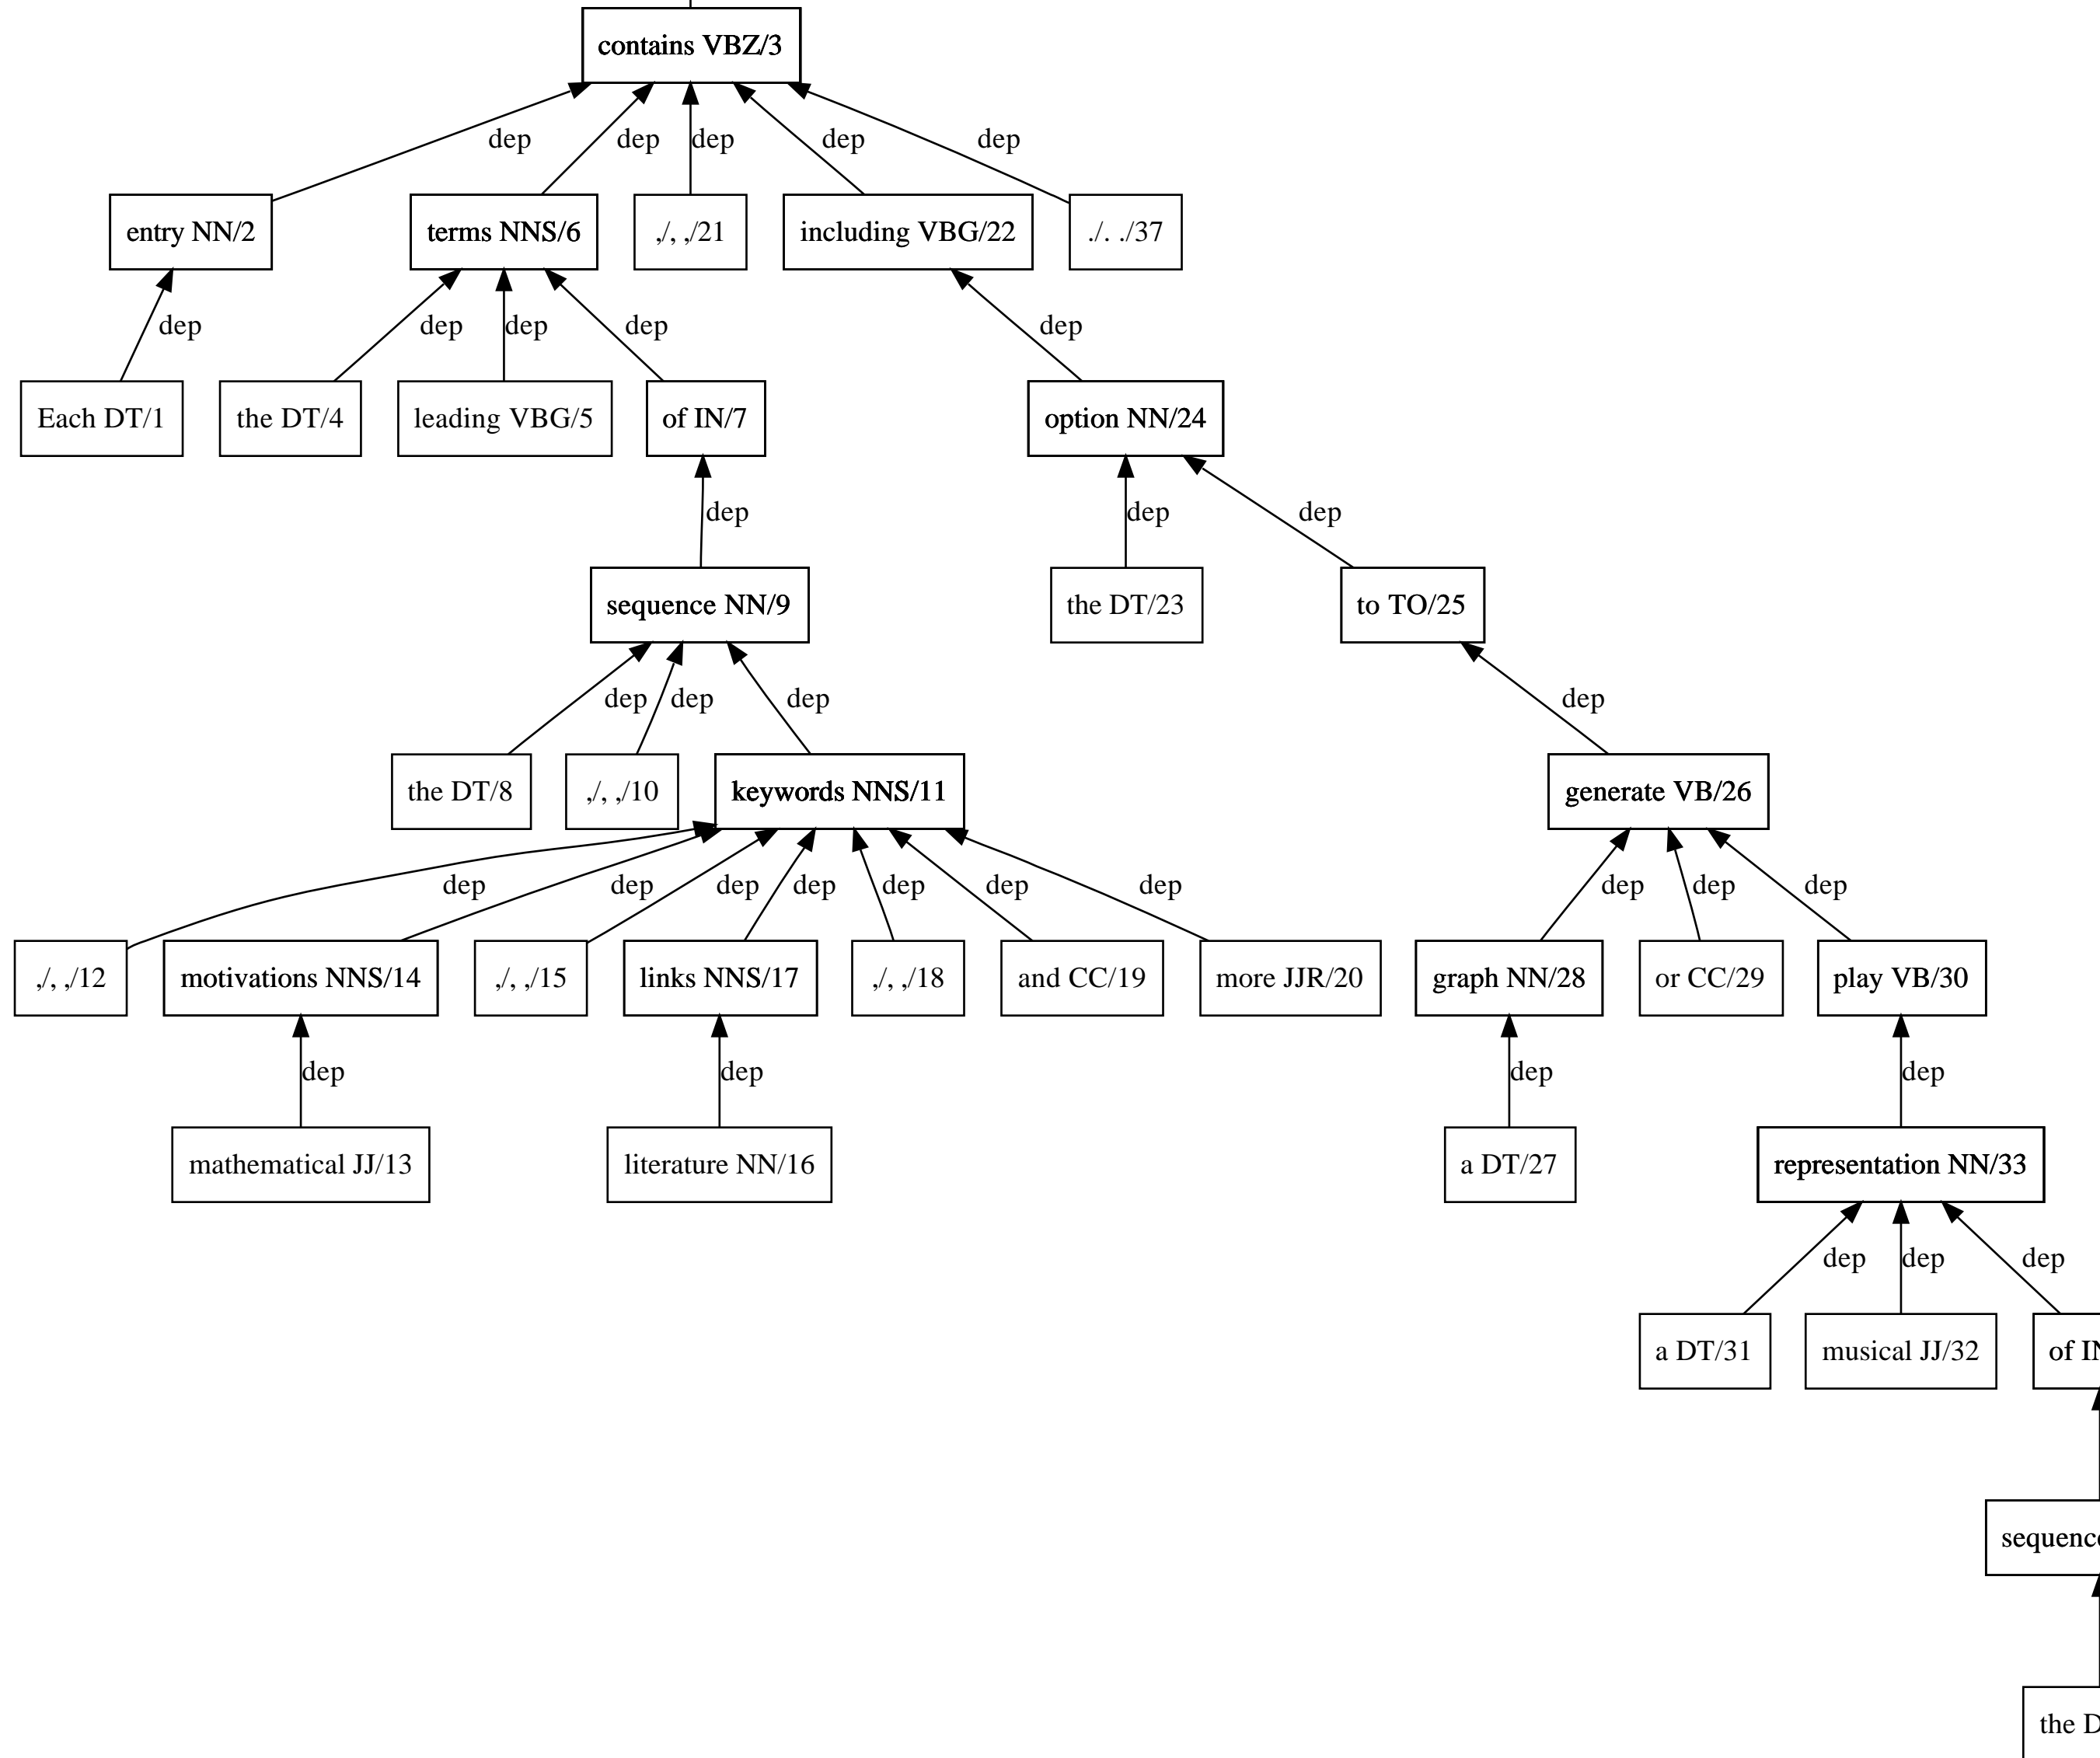 contains VBZ/3
dep dep dep dep dep
entry NN/2 terms NNS/6 ,/, ,/21 including VBG/22 ./. ./37
dep dep dep dep dep
Each DT/1 the DT/4 leading VBG/5 of IN/7 option NN/24
dep dep dep
sequence NN/9 the DT/23 to TO/25
dep dep dep dep
the DT/8 ,/, ,/10 keywords NNS/11 generate VB/26
dep dep dep dep dep dep dep dep dep dep
,/, ,/12 motivations NNS/14 ,/, ,/15 links NNS/17 ,/, ,/18 and CC/19 more JJR/20 graph NN/28 or CC/29 play VB/30
dep dep dep dep
mathematical JJ/13 literature NN/16 a DT/27 representation NN/33
dep dep dep
a DT/31 musical JJ/32 of
the